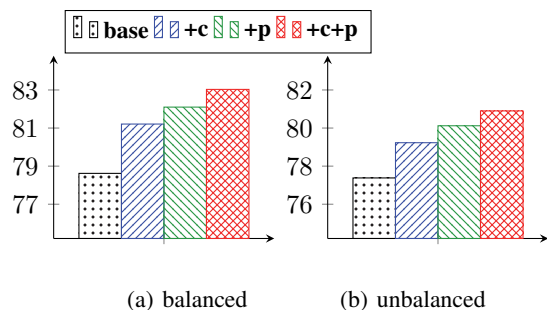 base +c +p +c+p
83
81
79
77
82
80
78
76
(a) balanced
(b) unbalanced